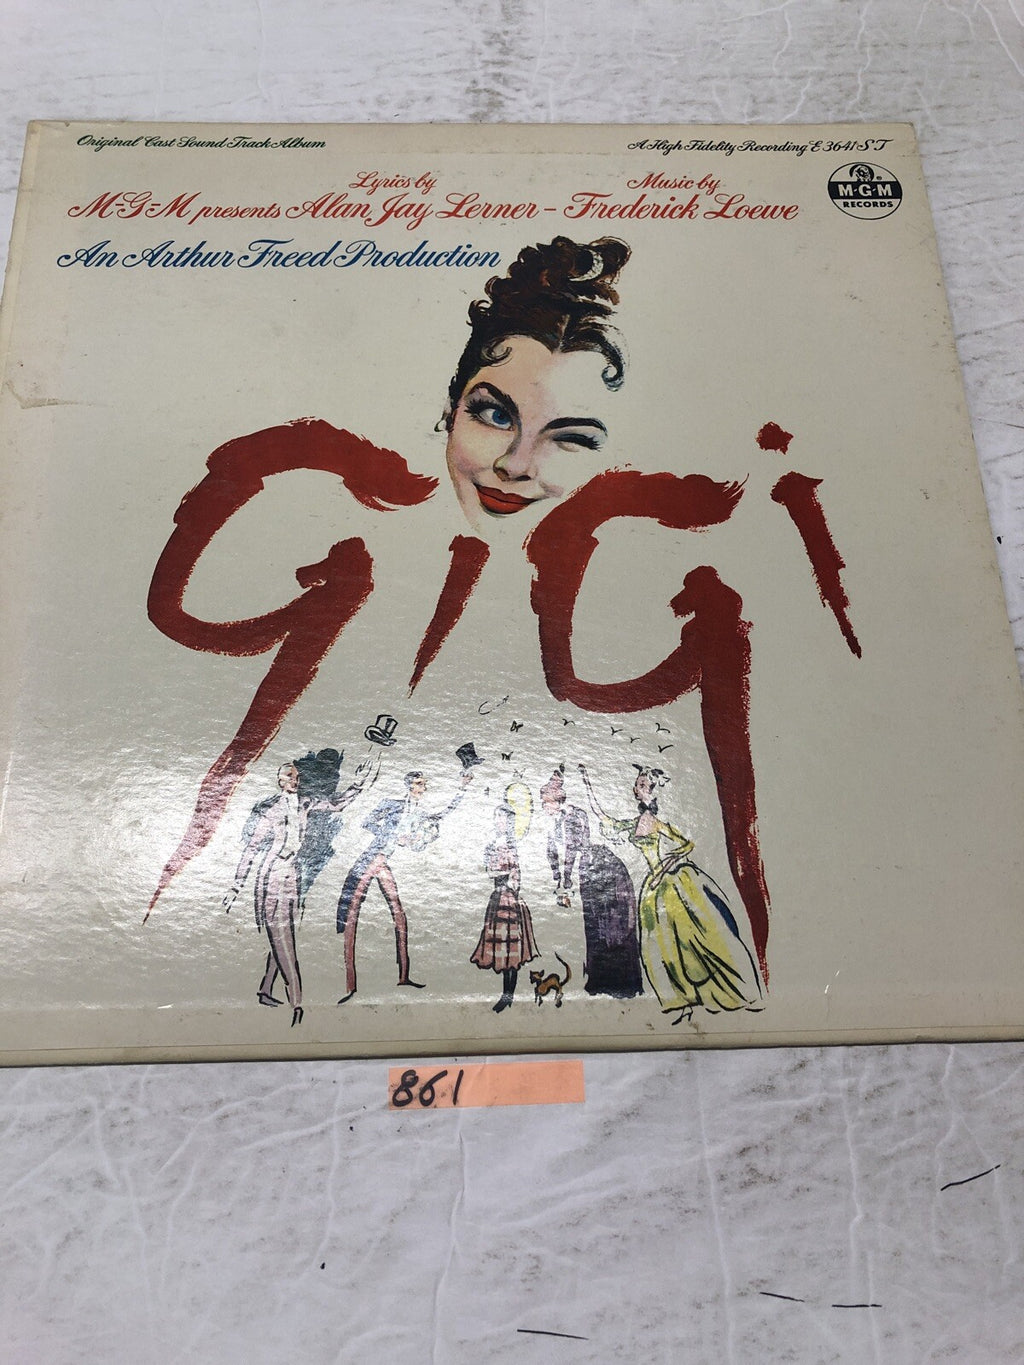 Original Cast Sound Track Album
A High Fidelity Recording E 3641 ST
M·G·M
RECORDS
Lyrics by
Music by
M-G-M presents Alan Jay Lerner – Frederick Loewe
An Arthur Freed Production
GiGi
861